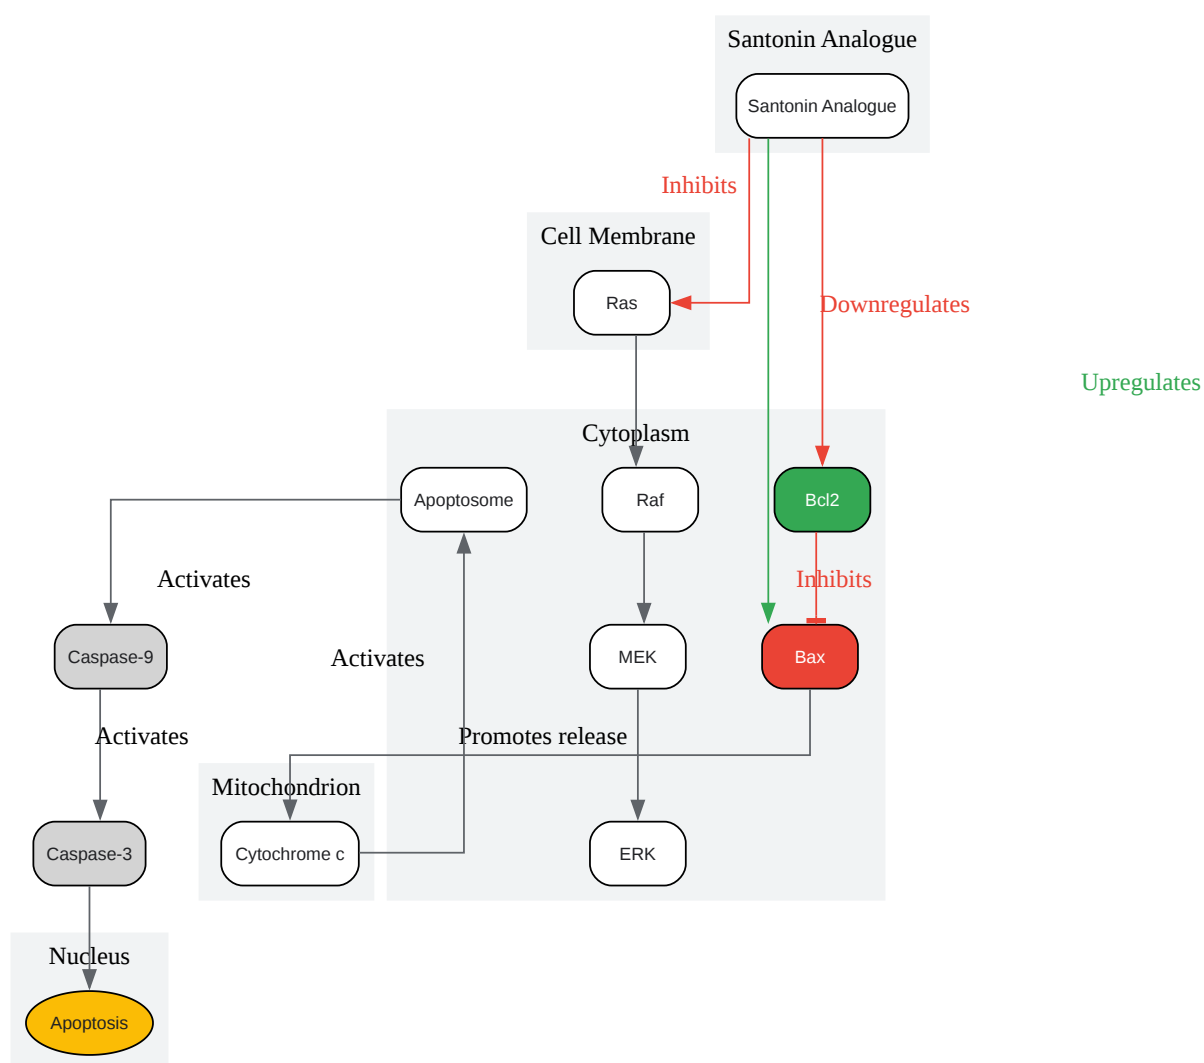 Santonin Analogue
Santonin Analogue
Inhibits
Cell Membrane
Ras
Downregulates
Upregulates
Cytoplasm
Apoptosome
Raf
Bcl2
Activates
Inhibits
Caspase-9
Activates
MEK
Bax
Activates
Promotes release
Mitochondrion
Caspase-3
Cytochrome c
ERK
Nucleus
Apoptosis